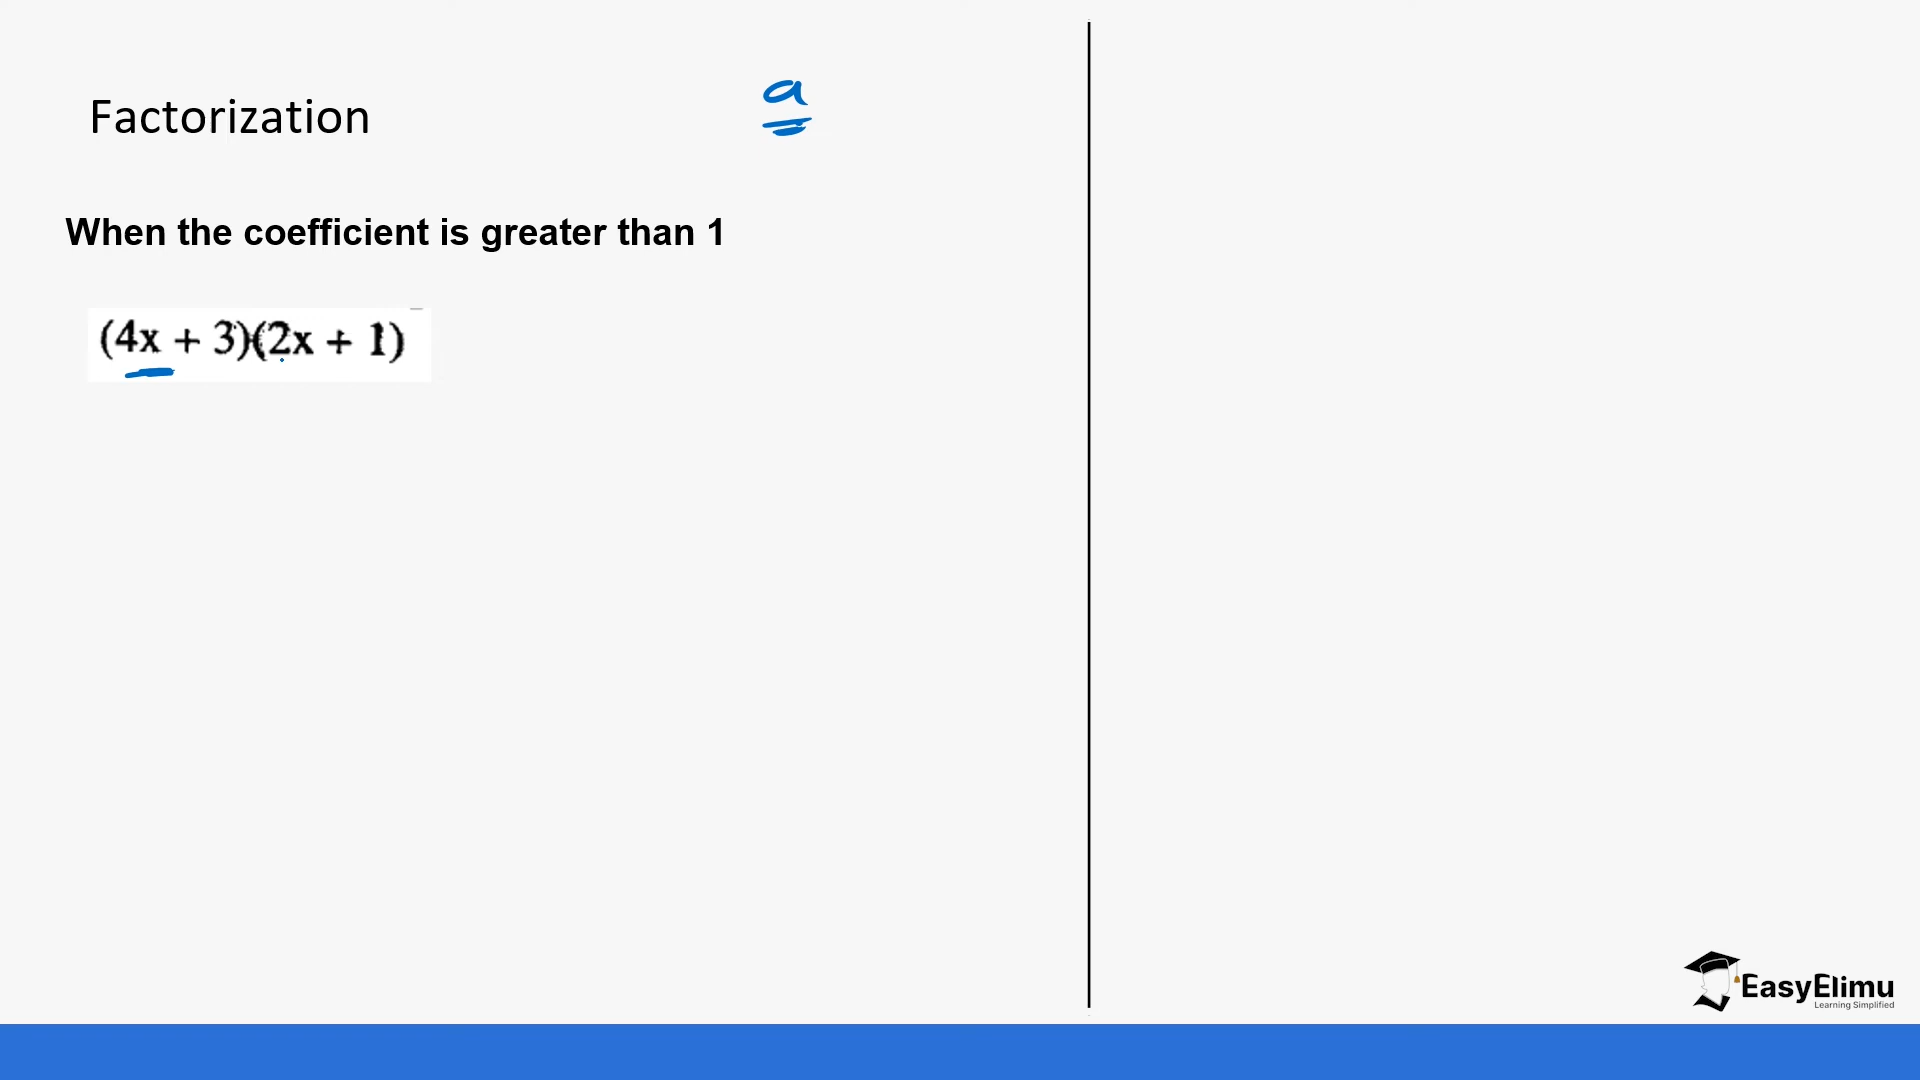 Factorization
a
When the coefficient is greater than 1
(4x + 3)(2x + 1)
EasyElimu
Learning Simplified